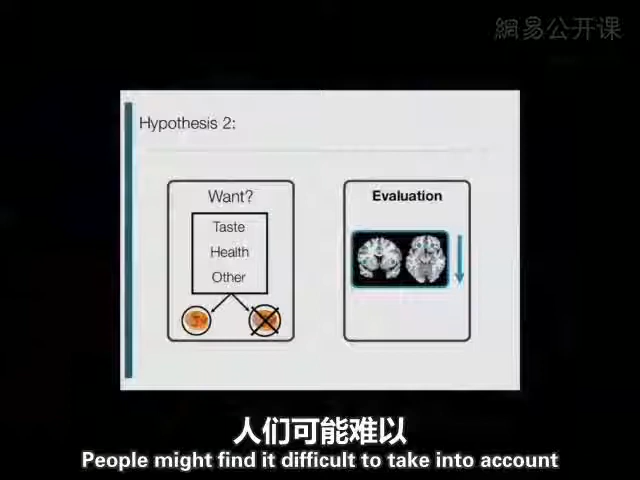 網易公开课
Hypothesis 2:
Want?
Taste
Health
Other
Evaluation
人们可能难以
People might find it difficult to take into account